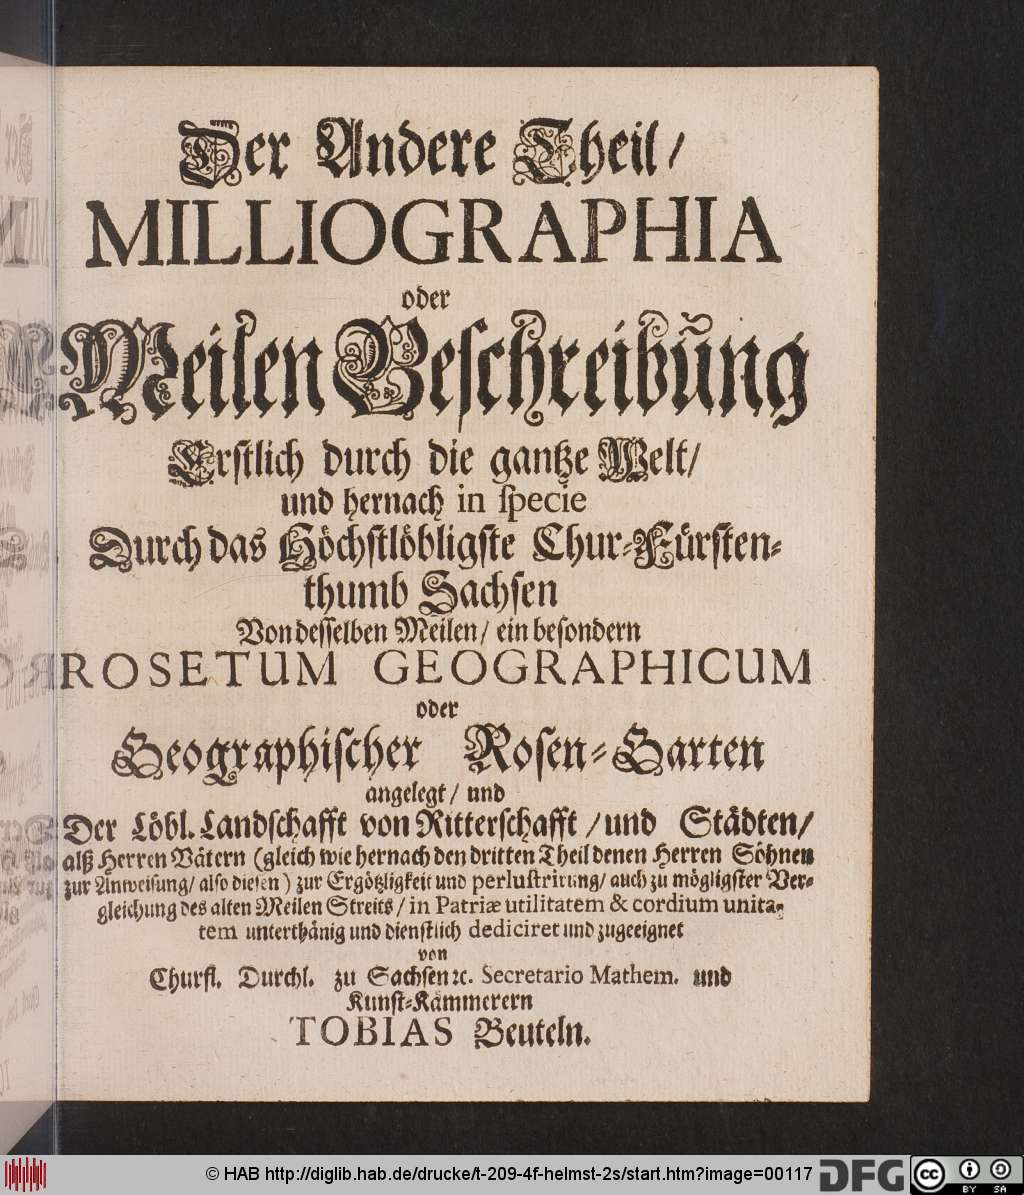 Der Andere Theil/
MILLIOGRAPHIA
oder
Meilen Beschreibũng
Erstlich durch die gantze Welt/
und hernach in specie
Durch das Höchstlöbligste Chur-Fürsten-
thumb Sachsen
Von desselben Meilen/ ein besondern
ROSETUM GEOGRAPHICUM
oder
Geographischer Rosen-Garten
angelegt/ und
Der Löbl. Landschafft von Ritterschafft/und Städten/
alß Herren Vätern (gleich wie hernach den dritten Theil denen Herren Söhnen
zur Anweisung/ also diesen) zur Ergötzligkeit und perlustrirung/ auch zu mögligster Ver-
gleichung des alten Meilen Streits/ in Patriæ utilitatem & cordium unita-
tem unterthänig und dienstlich dediciret und zugeeignet
von
Churfl. Durchl. zu Sachsen ꝛc. Secretario Mathem. und
Kunst-Kämmerern
TOBIAS Beuteln.
© HAB http://diglib.hab.de/drucke/t-209-4f-helmst-2s/start.htm?image=00117
DFG
cc BY SA